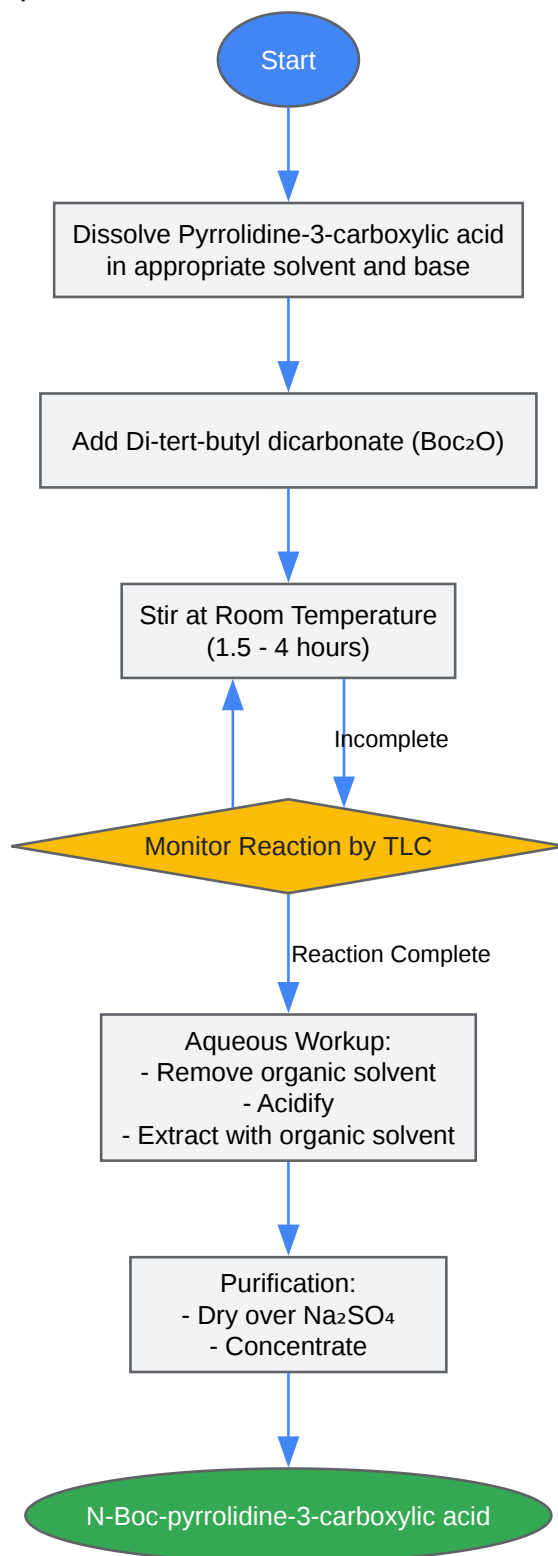 Start
Dissolve Pyrrolidine-3-carboxylic acid
in appropriate solvent and base
Add Di-tert-butyl dicarbonate (Boc₂O)
Stir at Room Temperature
(1.5 - 4 hours)
Incomplete
Monitor Reaction by TLC
Reaction Complete
Aqueous Workup:
- Remove organic solvent
- Acidify
- Extract with organic solvent
Purification:
- Dry over Na₂SO₄
- Concentrate
N-Boc-pyrrolidine-3-carboxylic acid